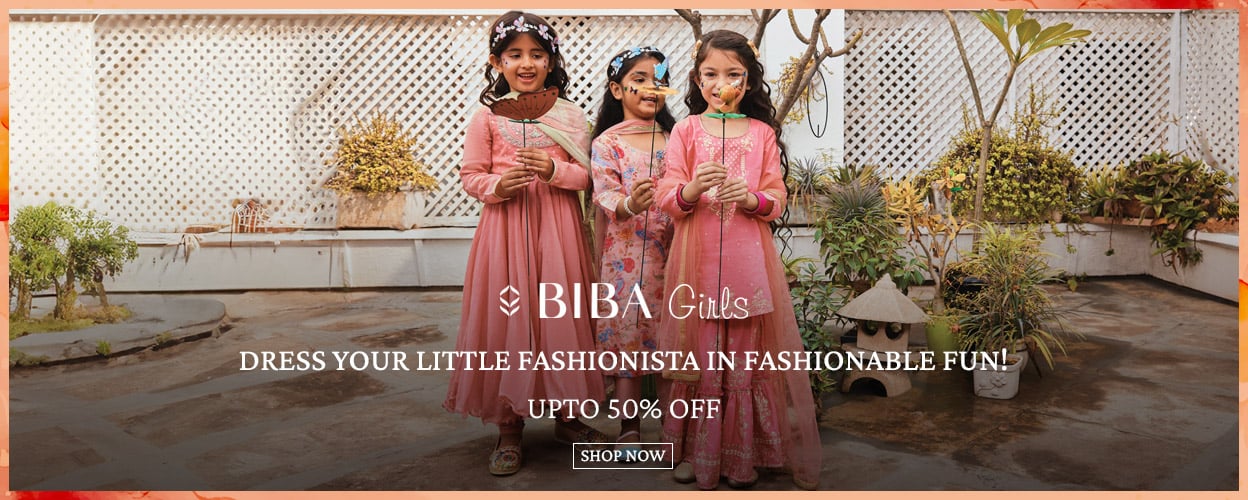 BIBA Girls
DRESS YOUR LITTLE FASHIONISTA IN FASHIONABLE FUN!
UPTO 50% OFF
SHOP NOW